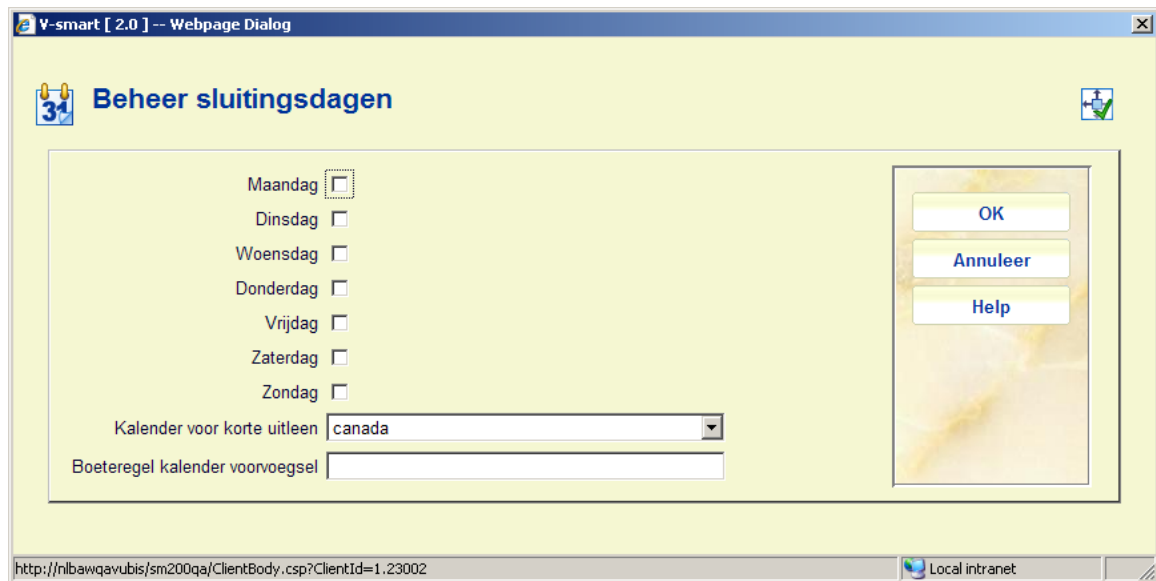 V-smart [ 2.0 ] -- Webpage Dialog
31
Beheer sluitingsdagen
Maandag
Dinsdag
Woensdag
Donderdag
Vrijdag
Zaterdag
Zondag
Kalender voor korte uitleen canada
Boeteregel kalender voorvoegsel
OK
Annuleer
Help
http://nlbawqavubis/sm200qa/ClientBody.csp?ClientId=1.23002
Local intranet